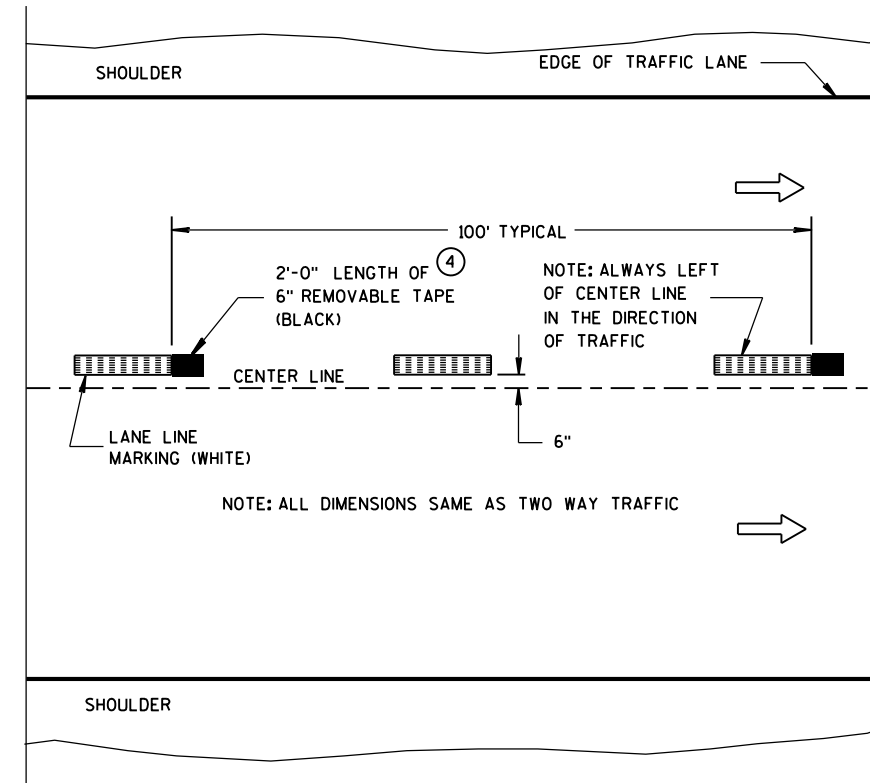 SHOULDER
EDGE OF TRAFFIC LANE
100' TYPICAL
2'-0" LENGTH OF 4
6" REMOVABLE TAPE
(BLACK)
NOTE: ALWAYS LEFT
OF CENTER LINE
IN THE DIRECTION
OF TRAFFIC
CENTER LINE
LANE LINE
MARKING (WHITE)
6"
NOTE: ALL DIMENSIONS SAME AS TWO WAY TRAFFIC
SHOULDER